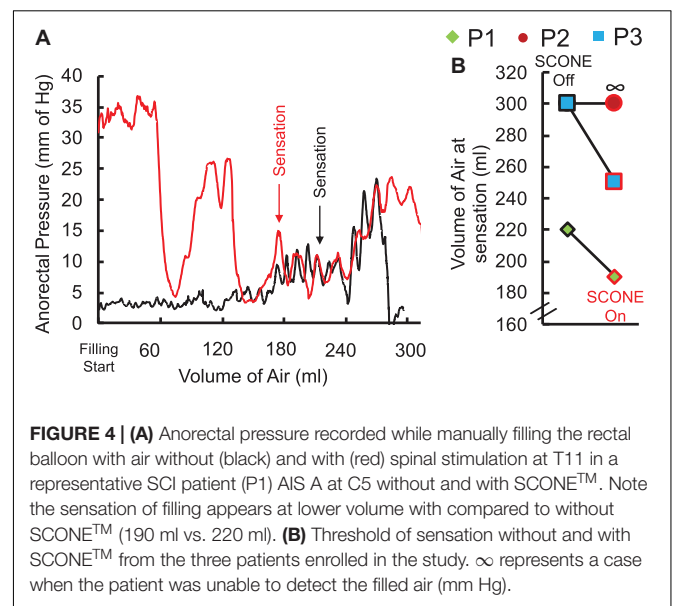 A
P1 P2 P3
B
SCONE
Off
∞
Anorectal Pressure (mm of Hg)
40
35
30
25
20
15
10
5
0
Sensation
Sensation
Filling
Start
60
120
180
240
300
Volume of Air (ml)
Volume of Air at
sensation (ml)
320
300
280
260
240
220
200
180
160
SCONE
On
FIGURE 4 | (A) Anorectal pressure recorded while manually filling the rectal
balloon with air without (black) and with (red) spinal stimulation at T11 in a
representative SCI patient (P1) AIS A at C5 without and with SCONE™. Note
the sensation of filling appears at lower volume with compared to without
SCONE™ (190 ml vs. 220 ml). (B) Threshold of sensation without and with
SCONE™ from the three patients enrolled in the study. ∞ represents a case
when the patient was unable to detect the filled air (mm Hg).